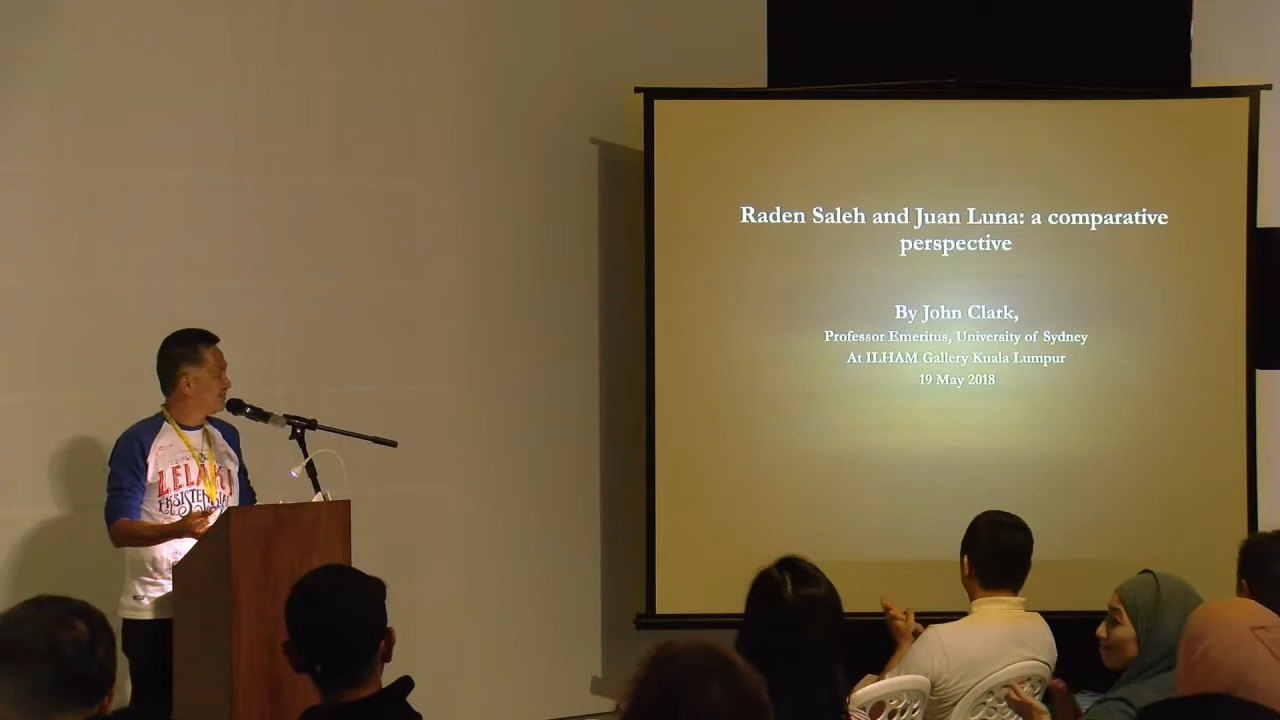 Raden Saleh and Juan Luna: a comparative
perspective
By John Clark,
Professor Emeritus, University of Sydney
At ILHAM Gallery Kuala Lumpur
19 May 2018
LELAKI